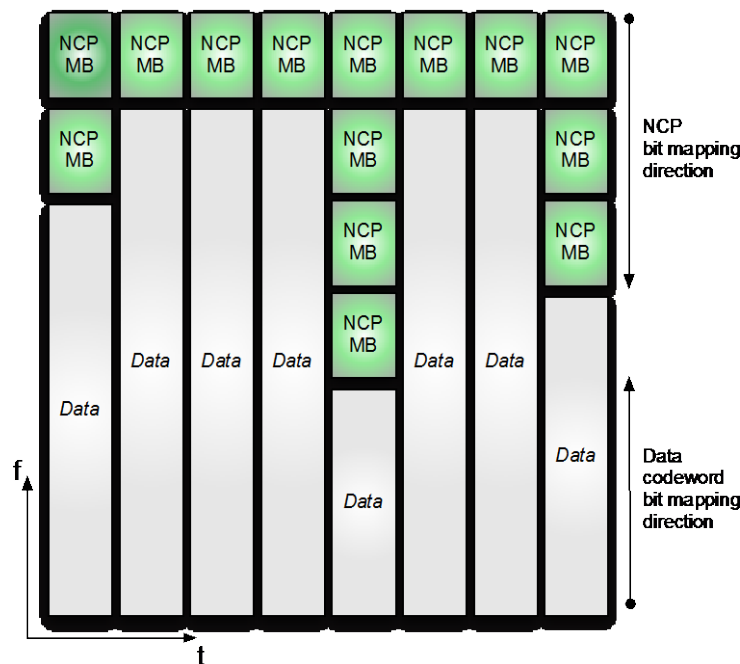 NCP
MB
NCP
MB
NCP
MB
NCP
MB
NCP
MB
NCP
MB
NCP
MB
NCP
MB
NCP
MB
NCP
MB
NCP
MB
NCP
bit mapping
direction
NCP
MB
NCP
MB
NCP
MB
Data
Data
Data
Data
Data
Data
Data
Data
Data
codeword
bit mapping
direction
f
t